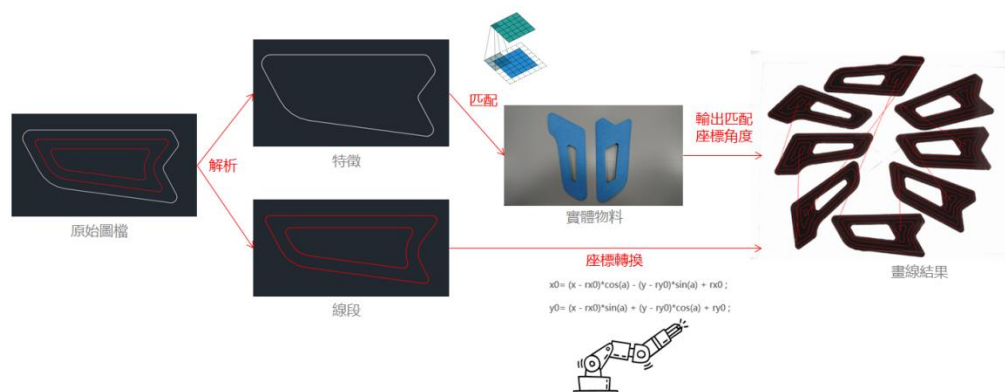 原始圖檔
解析
特徵
線段
匹配
實體物料
輸出匹配
座標角度
座標轉換
x0= (x - rx0)*cos(a) - (y - ry0)*sin(a) + rx0 ;
y0= (x - rx0)*sin(a) + (y - ry0)*cos(a) + ry0 ;
畫線結果